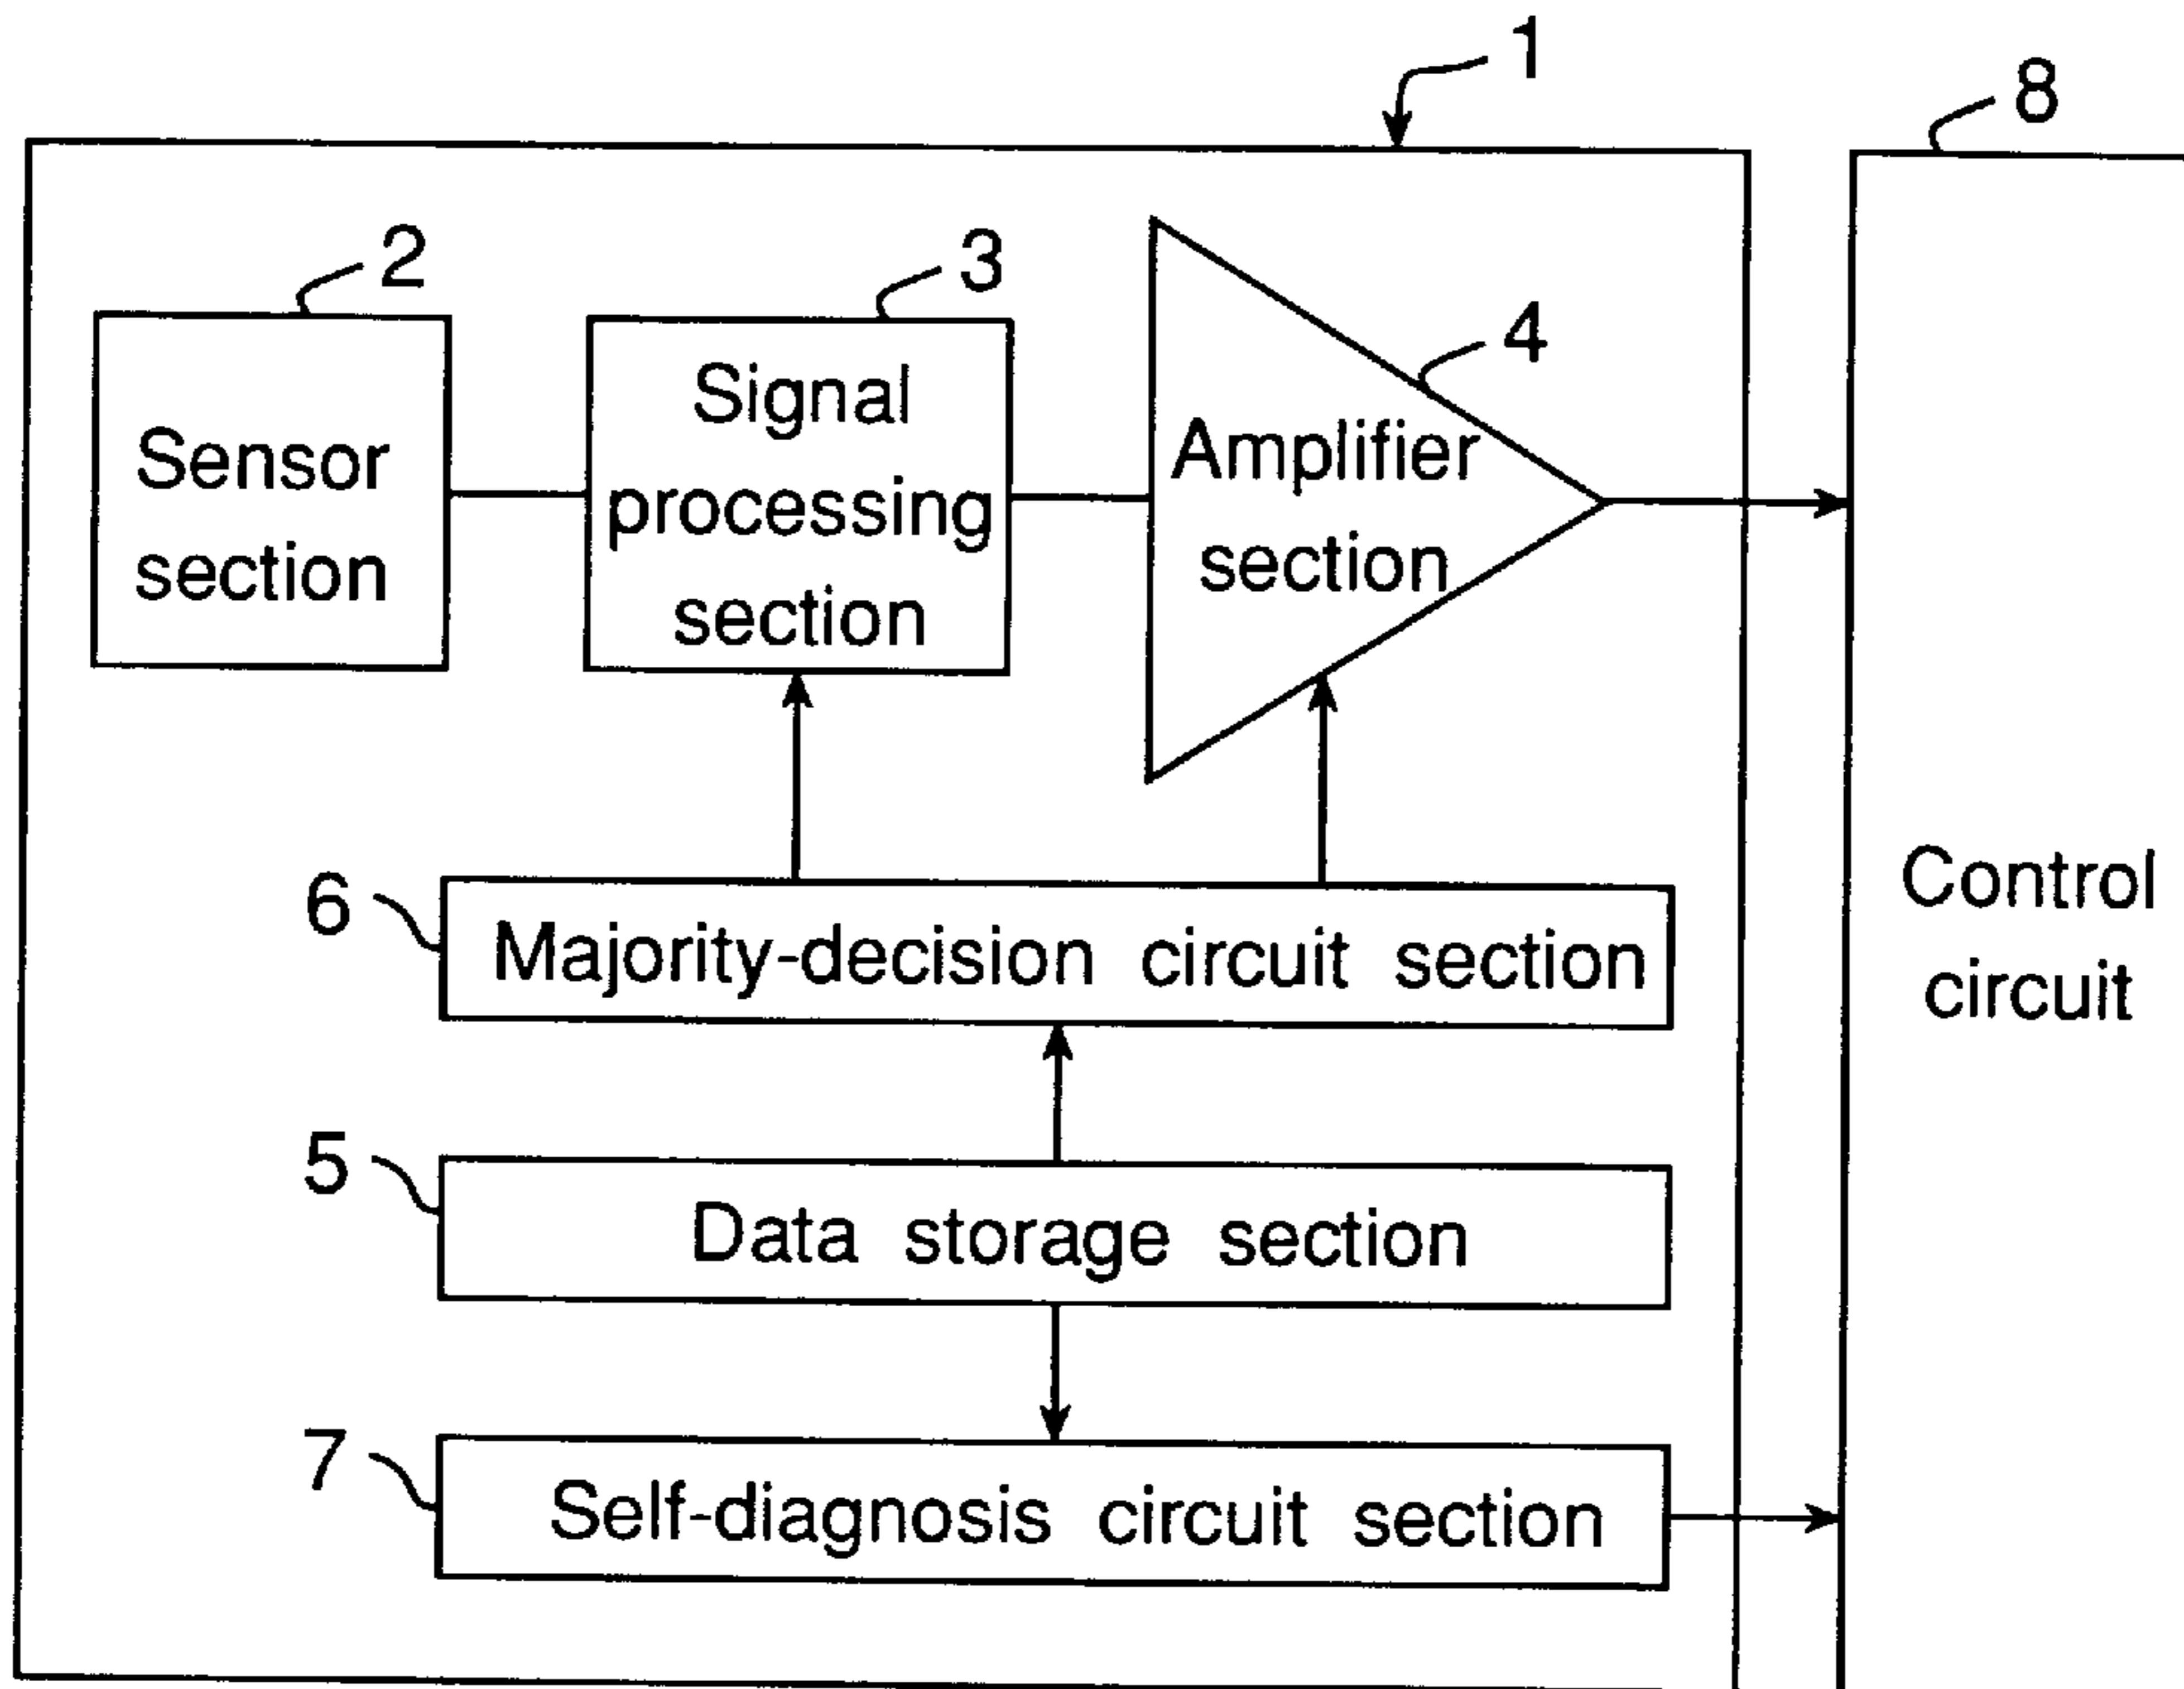 1
8
2
3
4
Sensor
section
Signal
processing
section
Amplifier
section
6
Majority-decision circuit section
Control
circuit
5
Data storage section
7
Self-diagnosis circuit section